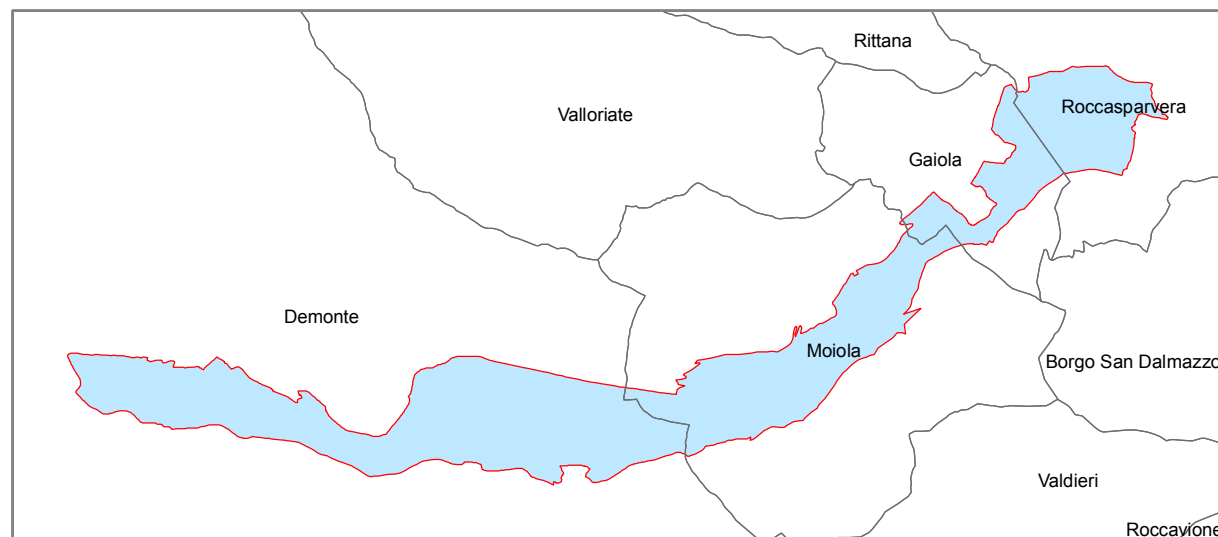 Rittana
Roccasparvera
Valloriate
Gaiola
Demonte
Moiola
Borgo San Dalmazzo
Valdieri
Roccavione